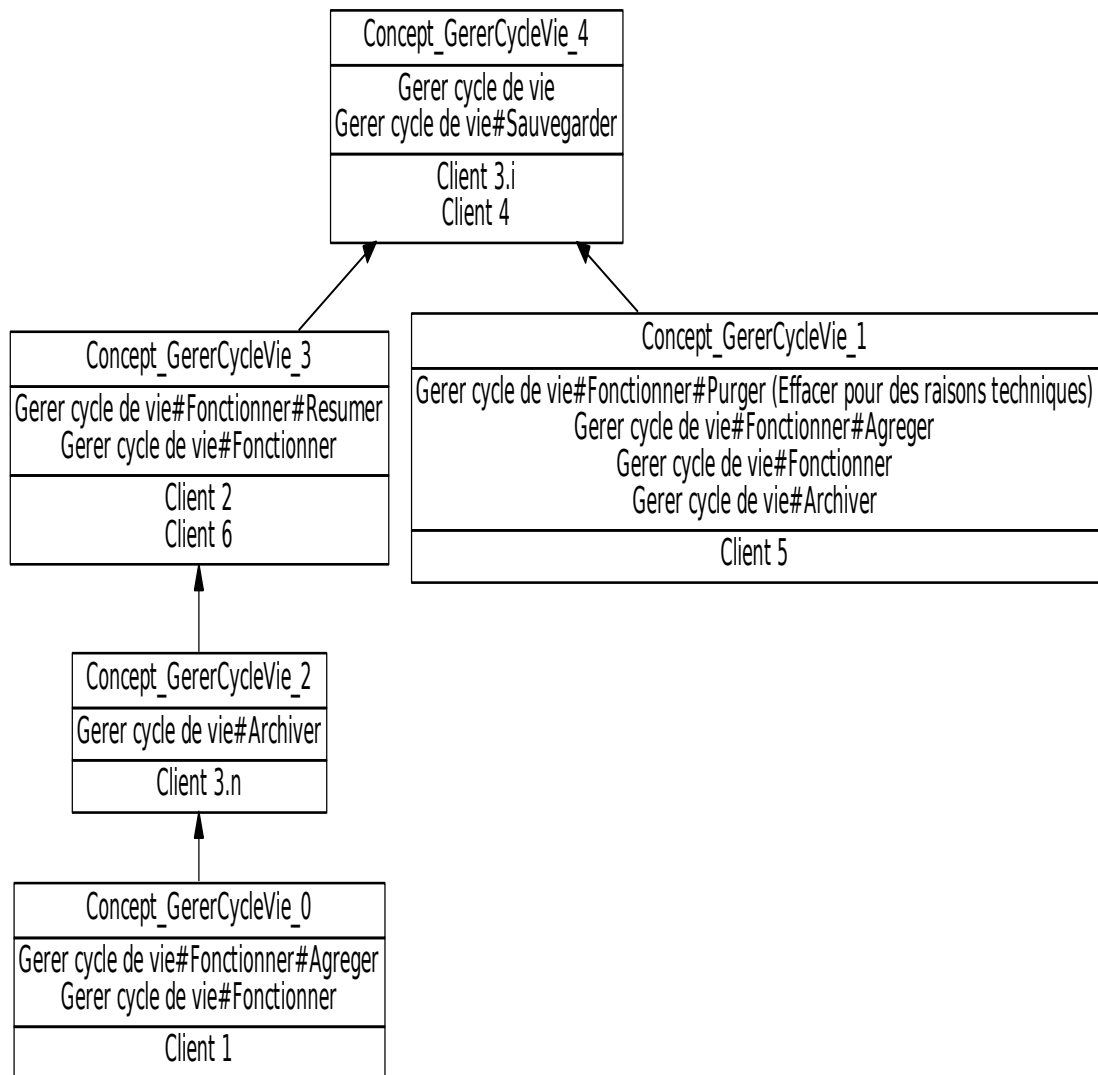 Concept_GererCycleVie_4
Gerer cycle de vie
Gerer cycle de vie#Sauvegarder
Client 3.i
Client 4
Concept_GererCycleVie_3
Gerer cycle de vie#Fonctionner#Resumer
Gerer cycle de vie#Fonctionner
Client 2
Client 6
Concept_GererCycleVie_1
Gerer cycle de vie#Fonctionner#Purger (Effacer pour des raisons techniques)
Gerer cycle de vie#Fonctionner#Agreger
Gerer cycle de vie#Fonctionner
Gerer cycle de vie#Archiver
Client 5
Concept_GererCycleVie_2
Gerer cycle de vie#Archiver
Client 3.n
Concept_GererCycleVie_0
Gerer cycle de vie#Fonctionner#Agreger
Gerer cycle de vie#Fonctionner
Client 1